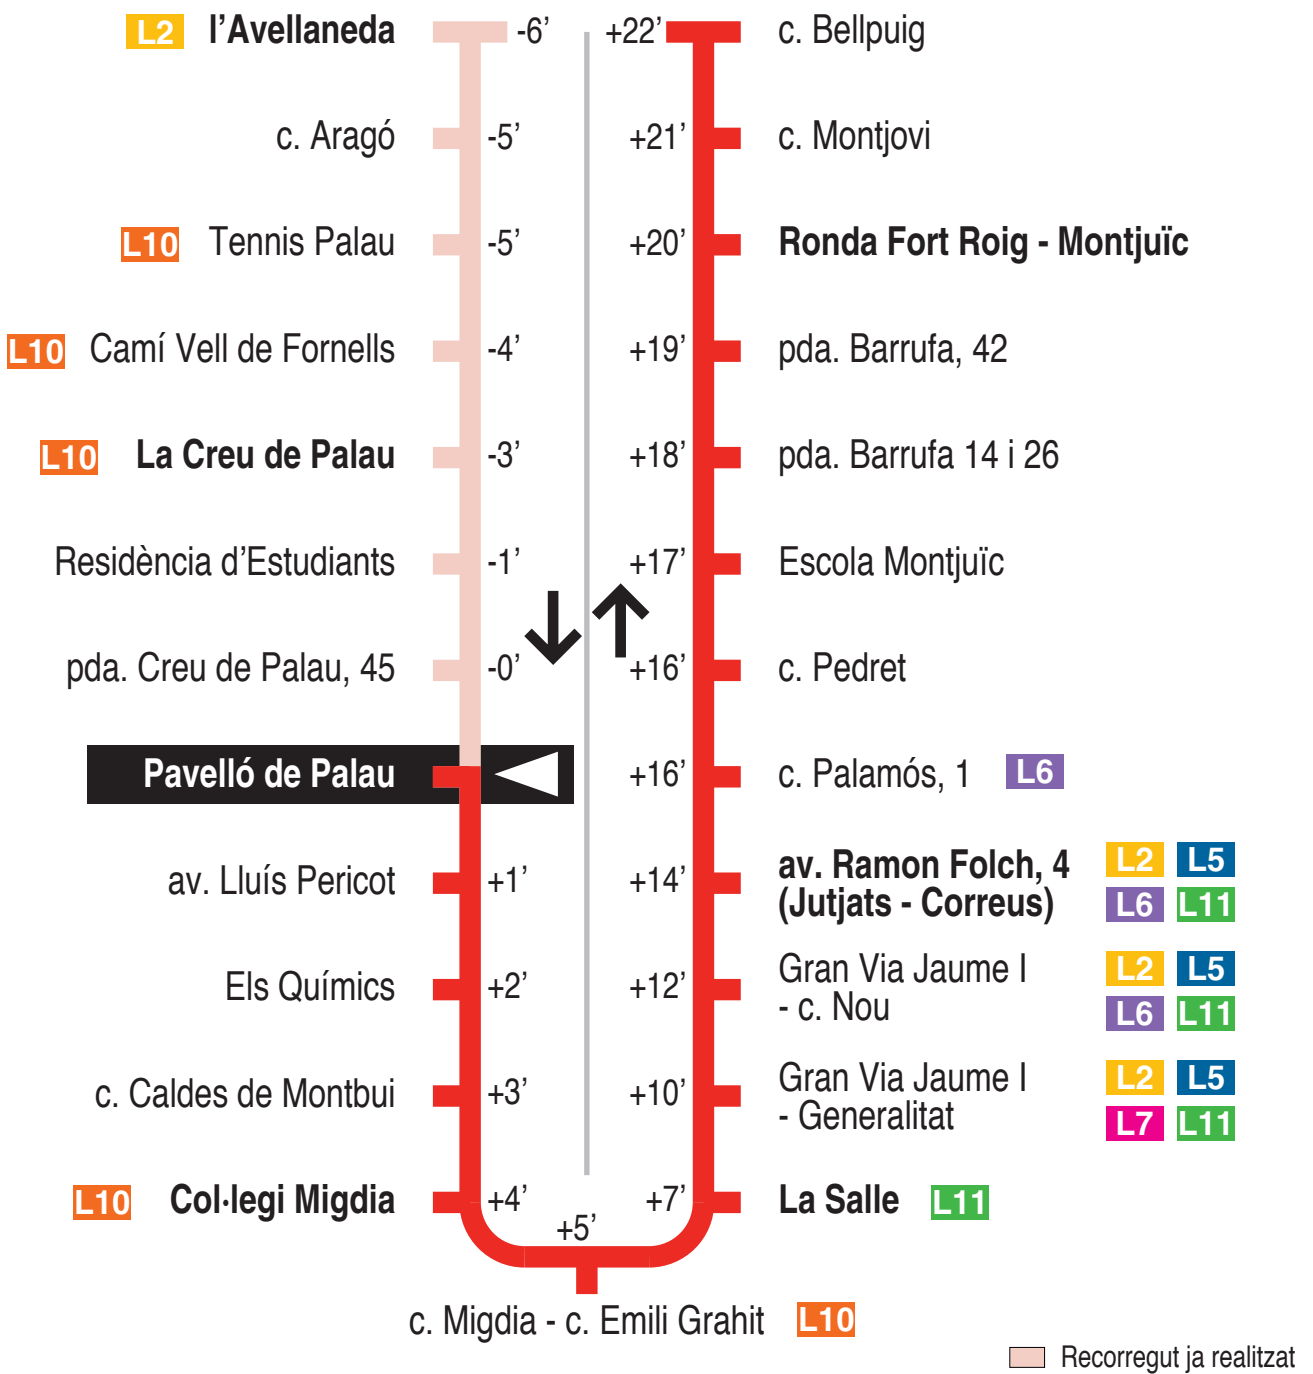 L2 l’Avellaneda -6’
c. Aragó -5’
L10 Tennis Palau -5’
L10 Camí Vell de Fornells -4’
L10 La Creu de Palau -3’
Residència d’Estudiants -1’
pda. Creu de Palau, 45 -0’
Pavelló de Palau
av. Lluís Pericot +1’
Els Químics +2’
c. Caldes de Montbui +3’
L10 Col·legi Migdia +4’
+5’
c. Migdia - c. Emili Grahit L10
+22’ c. Bellpuig
+21’ c. Montjovi
+20’ Ronda Fort Roig - Montjuïc
+19’ pda. Barrufa, 42
+18’ pda. Barrufa 14 i 26
+17’ Escola Montjuïc
+16’ c. Pedret
+16’ c. Palamós, 1 L6
+14’ av. Ramon Folch, 4 L2 L5
(Jutjats - Correus) L6 L11
+12’ Gran Via Jaume I L2 L5
- c. Nou L6 L11
+10’ Gran Via Jaume I L2 L5
- Generalitat L7 L11
+7’ La Salle L11
Recorregut ja realitzat